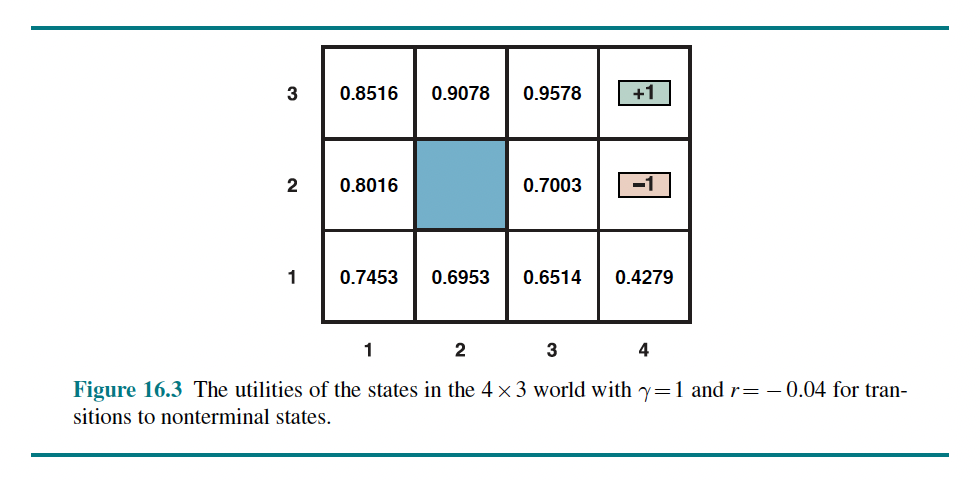 3 0.8516 0.9078 0.9578 +1
2 0.8016 0.7003 −1
1 0.7453 0.6953 0.6514 0.4279
1 2 3 4
Figure 16.3 The utilities of the states in the 4 × 3 world with γ = 1 and r = − 0.04 for tran-
sitions to nonterminal states.